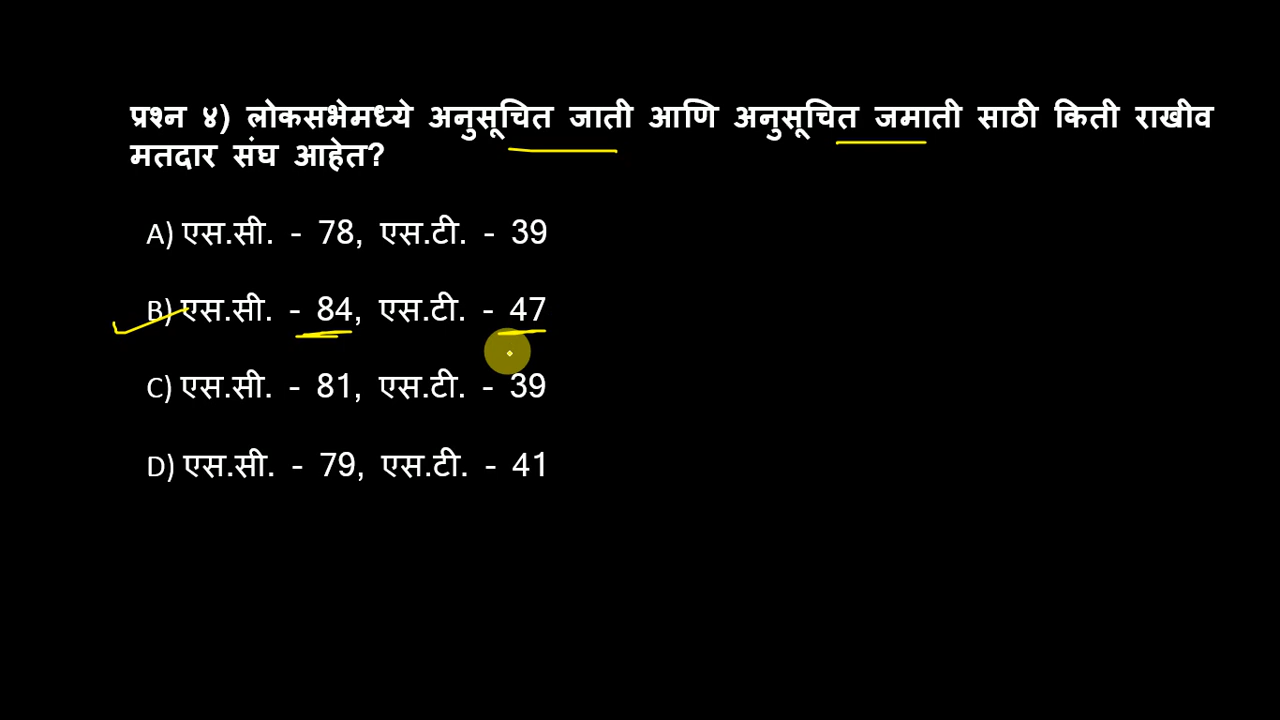 प्रश्न ४) लोकसभेमध्ये अनुसूचित जाती आणि अनुसूचित जमाती साठी किती राखीव
मतदार संघ आहेत?
A) एस.सी. - 78, एस.टी. - 39
B) एस.सी. - 84, एस.टी. - 47
C) एस.सी. - 81, एस.टी. - 39
D) एस.सी. - 79, एस.टी. - 41